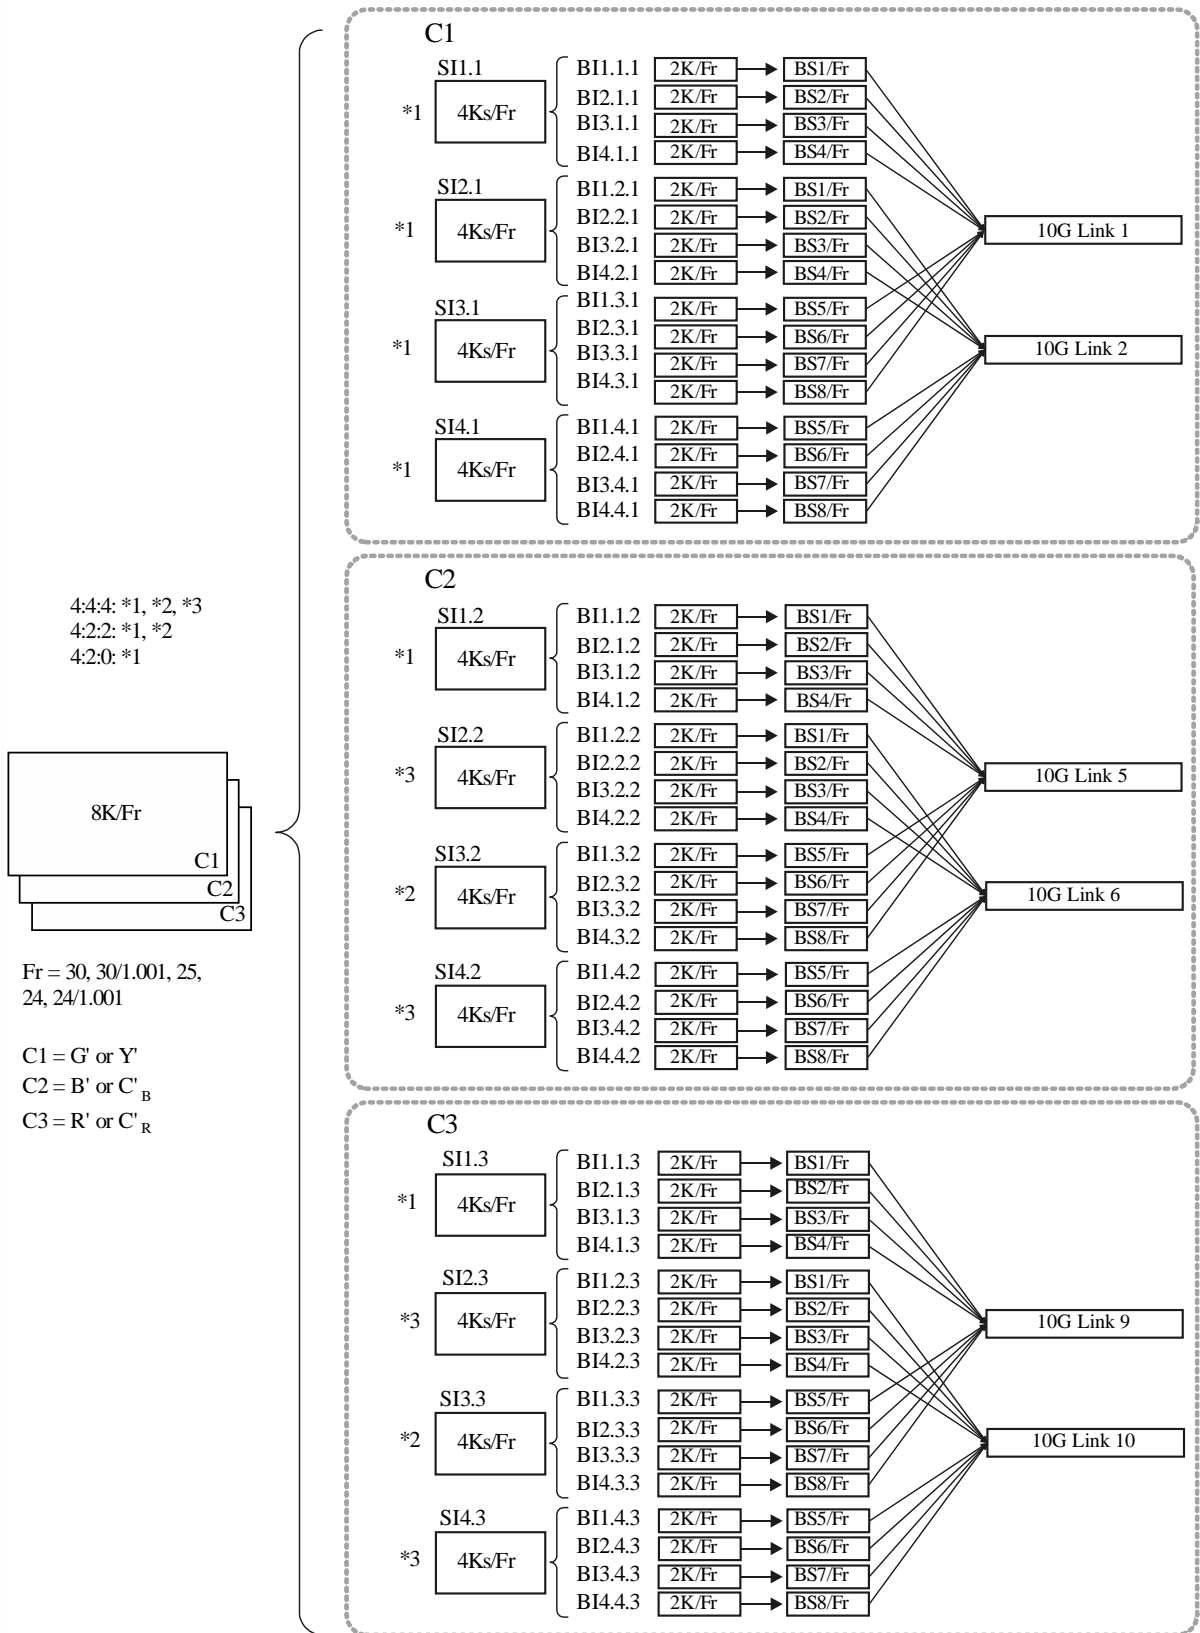 4:4:4: *1, *2, *3
4:2:2: *1, *2
4:2:0: *1
8K/Fr
C1
C2
C3
Fr = 30, 30/1.001, 25,
24, 24/1.001
C1 = G' or Y'
C2 = B' or C'B
C3 = R' or C'R
C1
SI1.1
*1 4Ks/Fr
BI1.1.1 2K/Fr BS1/Fr
BI2.1.1 2K/Fr BS2/Fr
BI3.1.1 2K/Fr BS3/Fr
BI4.1.1 2K/Fr BS4/Fr
SI2.1
*1 4Ks/Fr
BI1.2.1 2K/Fr BS1/Fr
BI2.2.1 2K/Fr BS2/Fr
BI3.2.1 2K/Fr BS3/Fr
BI4.2.1 2K/Fr BS4/Fr
SI3.1
*1 4Ks/Fr
BI1.3.1 2K/Fr BS5/Fr
BI2.3.1 2K/Fr BS6/Fr
BI3.3.1 2K/Fr BS7/Fr
BI4.3.1 2K/Fr BS8/Fr
SI4.1
*1 4Ks/Fr
BI1.4.1 2K/Fr BS5/Fr
BI2.4.1 2K/Fr BS6/Fr
BI3.4.1 2K/Fr BS7/Fr
BI4.4.1 2K/Fr BS8/Fr
10G Link 1
10G Link 2
C2
SI1.2
*1 4Ks/Fr
BI1.1.2 2K/Fr BS1/Fr
BI2.1.2 2K/Fr BS2/Fr
BI3.1.2 2K/Fr BS3/Fr
BI4.1.2 2K/Fr BS4/Fr
SI2.2
*3 4Ks/Fr
BI1.2.2 2K/Fr BS1/Fr
BI2.2.2 2K/Fr BS2/Fr
BI3.2.2 2K/Fr BS3/Fr
BI4.2.2 2K/Fr BS4/Fr
SI3.2
*2 4Ks/Fr
BI1.3.2 2K/Fr BS5/Fr
BI2.3.2 2K/Fr BS6/Fr
BI3.3.2 2K/Fr BS7/Fr
BI4.3.2 2K/Fr BS8/Fr
SI4.2
*3 4Ks/Fr
BI1.4.2 2K/Fr BS5/Fr
BI2.4.2 2K/Fr BS6/Fr
BI3.4.2 2K/Fr BS7/Fr
BI4.4.2 2K/Fr BS8/Fr
10G Link 5
10G Link 6
C3
SI1.3
*1 4Ks/Fr
BI1.1.3 2K/Fr BS1/Fr
BI2.1.3 2K/Fr BS2/Fr
BI3.1.3 2K/Fr BS3/Fr
BI4.1.3 2K/Fr BS4/Fr
SI2.3
*3 4Ks/Fr
BI1.2.3 2K/Fr BS1/Fr
BI2.2.3 2K/Fr BS2/Fr
BI3.2.3 2K/Fr BS3/Fr
BI4.2.3 2K/Fr BS4/Fr
SI3.3
*2 4Ks/Fr
BI1.3.3 2K/Fr BS5/Fr
BI2.3.3 2K/Fr BS6/Fr
BI3.3.3 2K/Fr BS7/Fr
BI4.3.3 2K/Fr BS8/Fr
SI4.3
*3 4Ks/Fr
BI1.4.3 2K/Fr BS5/Fr
BI2.4.3 2K/Fr BS6/Fr
BI3.4.3 2K/Fr BS7/Fr
BI4.4.3 2K/Fr BS8/Fr
10G Link 9
10G Link 10